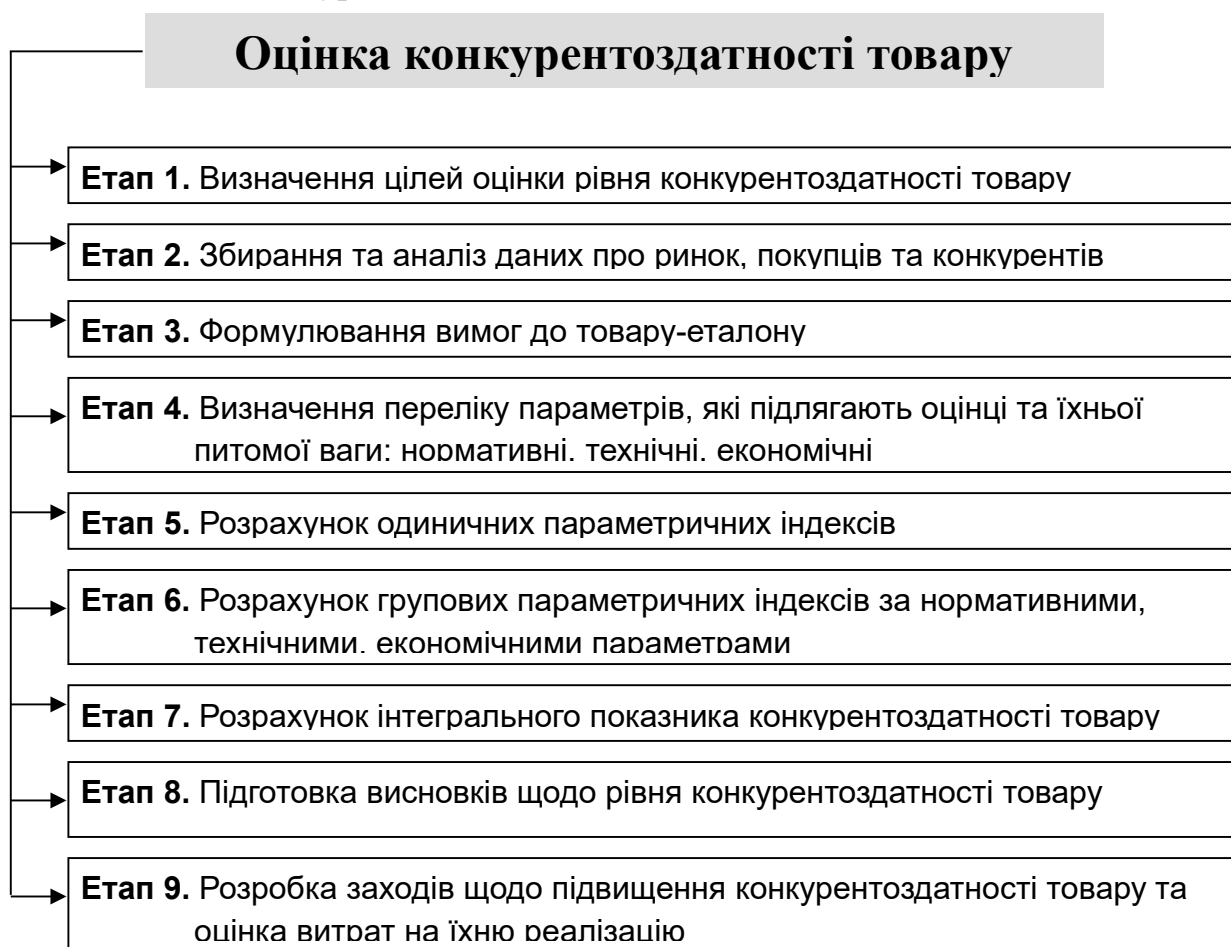 Оцінка конкурентоздатності товару
Етап 1. Визначення цілей оцінки рівня конкурентоздатності товару
Етап 2. Збирання та аналіз даних про ринок, покупців та конкурентів
Етап 3. Формулювання вимог до товару-еталону
Етап 4. Визначення переліку параметрів, які підлягають оцінці та їхньої
питомої ваги: нормативні, технічні, економічні
Етап 5. Розрахунок одиничних параметричних індексів
Етап 6. Розрахунок групових параметричних індексів за нормативними,
технічними, економічними параметрами
Етап 7. Розрахунок інтегрального показника конкурентоздатності товару
Етап 8. Підготовка висновків щодо рівня конкурентоздатності товару
Етап 9. Розробка заходів щодо підвищення конкурентоздатності товару та
оцінка витрат на їхню реалізацію